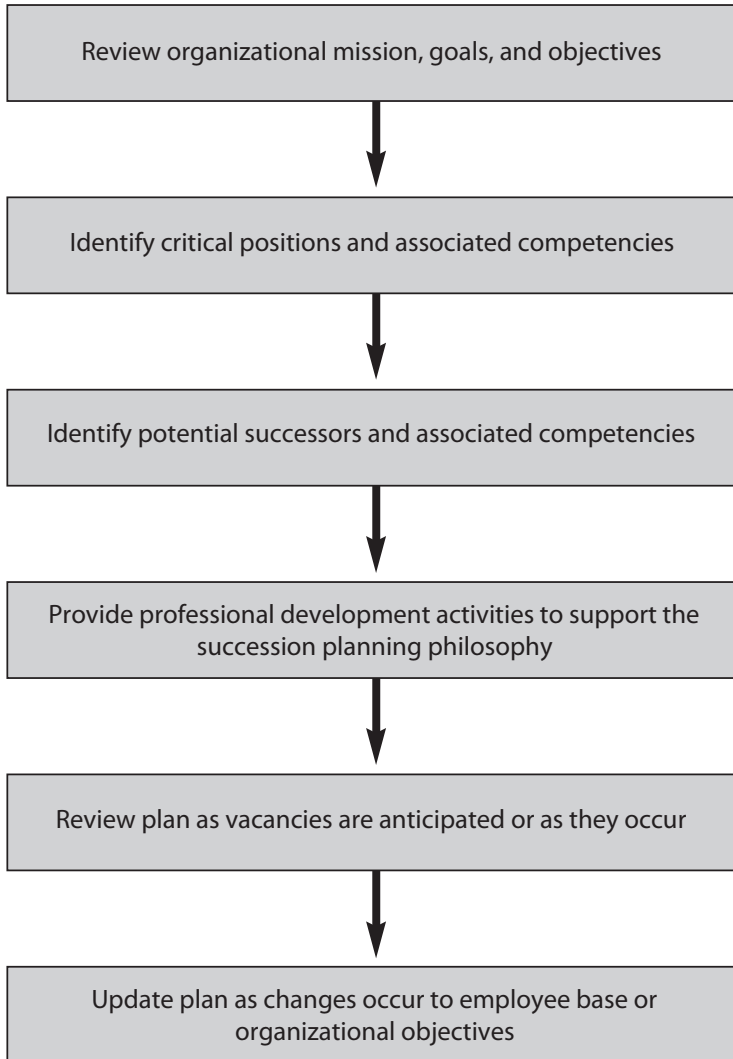 Review organizational mission, goals, and objectives
Identify critical positions and associated competencies
Identify potential successors and associated competencies
Provide professional development activities to support the
succession planning philosophy
Review plan as vacancies are anticipated or as they occur
Update plan as changes occur to employee base or
organizational objectives